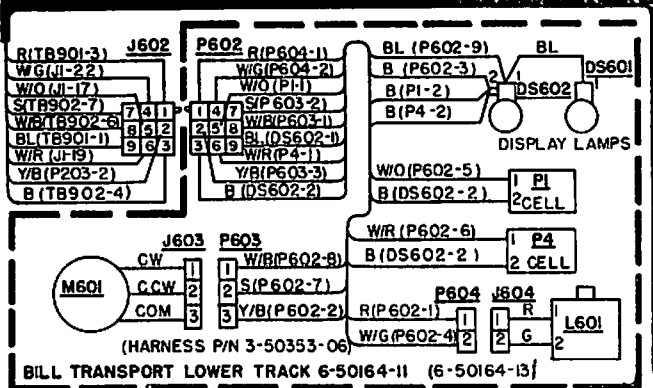 J602 P602
R(TB901-3) R(P604-1) BL (P602-9) BL
W/G(J1-22) W/G(P604-2) B (P602-3) 2 1 DS601
W/O(J1-17) W/O(P1-1) B(P1-2) DS602 1
S(TB902-7) 7 4 1 1 4 7 S(P603-2) B(P4-2)
W/B(TB902-6) 8 5 2 2 5 8 W/B(P603-1)
BL(TB901-1) 9 6 3 3 6 9 BL(DS602-1) DISPLAY LAMPS
W/R (J1-19) W/R(P4-1)
Y/B(P203-2) Y/B(P603-3) W/O(P602-5) 1 P1
B(TB902-4) B (DS602-2) B(DS602-2) 2 CELL
J603 P603 W/R(P602-6) 1 P4
CW 1 1 W/B(P602-8) B(DS602-2) 2 CELL
M601 CCW 2 2 S(P602-7) P604 J604
COM 3 3 Y/B(P602-2) R(P602-1) 1 1 R 1 L601
W/G(P602-4) 2 2 G 2
(HARNESS P/N 3-50353-06)
BILL TRANSPORT LOWER TRACK 6-50164-11 (6-50164-13)